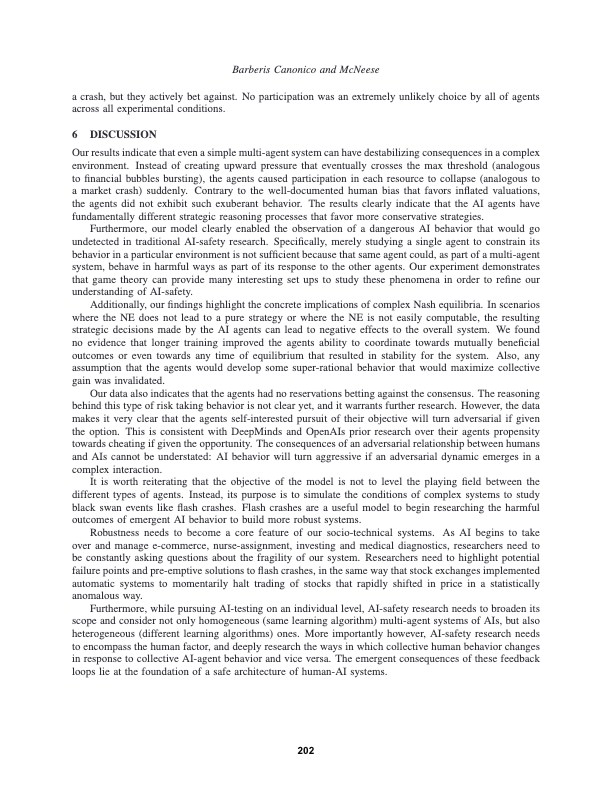 Barberis Canonico and McNeese
a crash, but they actively bet against. No participation was an extremely unlikely choice by all of agents
across all experimental conditions.
6 DISCUSSION
Our results indicate that even a simple multi-agent system can have destabilizing consequences in a complex
environment. Instead of creating upward pressure that eventually crosses the max threshold (analogous
to financial bubbles bursting), the agents caused participation in each resource to collapse (analogous to
a market crash) suddenly. Contrary to the well-documented human bias that favors inflated valuations,
the agents did not exhibit such exuberant behavior. The results clearly indicate that the AI agents have
fundamentally different strategic reasoning processes that favor more conservative strategies.
Furthermore, our model clearly enabled the observation of a dangerous AI behavior that would go
undetected in traditional AI-safety research. Specifically, merely studying a single agent to constrain its
behavior in a particular environment is not sufficient because that same agent could, as part of a multi-agent
system, behave in harmful ways as part of its response to the other agents. Our experiment demonstrates
that game theory can provide many interesting set ups to study these phenomena in order to refine our
understanding of AI-safety.
Additionally, our findings highlight the concrete implications of complex Nash equilibria. In scenarios
where the NE does not lead to a pure strategy or where the NE is not easily computable, the resulting
strategic decisions made by the AI agents can lead to negative effects to the overall system. We found
no evidence that longer training improved the agents ability to coordinate towards mutually beneficial
outcomes or even towards any time of equilibrium that resulted in stability for the system. Also, any
assumption that the agents would develop some super-rational behavior that would maximize collective
gain was invalidated.
Our data also indicates that the agents had no reservations betting against the consensus. The reasoning
behind this type of risk taking behavior is not clear yet, and it warrants further research. However, the data
makes it very clear that the agents self-interested pursuit of their objective will turn adversarial if given
the option. This is consistent with DeepMinds and OpenAIs prior research over their agents propensity
towards cheating if given the opportunity. The consequences of an adversarial relationship between humans
and AIs cannot be understated: AI behavior will turn aggressive if an adversarial dynamic emerges in a
complex interaction.
It is worth reiterating that the objective of the model is not to level the playing field between the
different types of agents. Instead, its purpose is to simulate the conditions of complex systems to study
black swan events like flash crashes. Flash crashes are a useful model to begin researching the harmful
outcomes of emergent AI behavior to build more robust systems.
Robustness needs to become a core feature of our socio-technical systems. As AI begins to take
over and manage e-commerce, nurse-assignment, investing and medical diagnostics, researchers need to
be constantly asking questions about the fragility of our system. Researchers need to highlight potential
failure points and pre-emptive solutions to flash crashes, in the same way that stock exchanges implemented
automatic systems to momentarily halt trading of stocks that rapidly shifted in price in a statistically
anomalous way.
Furthermore, while pursuing AI-testing on an individual level, AI-safety research needs to broaden its
scope and consider not only homogeneous (same learning algorithm) multi-agent systems of AIs, but also
heterogeneous (different learning algorithms) ones. More importantly however, AI-safety research needs
to encompass the human factor, and deeply research the ways in which collective human behavior changes
in response to collective AI-agent behavior and vice versa. The emergent consequences of these feedback
loops lie at the foundation of a safe architecture of human-AI systems.
202